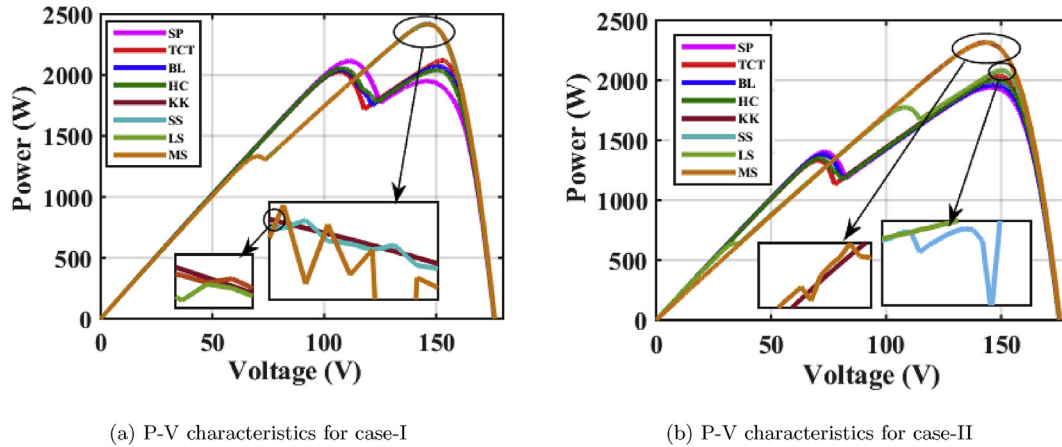 2500
2000
1500
1000
500
0
Power (W)
SP
TCT
BL
HC
KK
SS
LS
MS
0 50 100 150
Voltage (V)
(a) P-V characteristics for case-I
2500
2000
1500
1000
500
0
Power (W)
SP
TCT
BL
HC
KK
SS
LS
MS
0 50 100 150
Voltage (V)
(b) P-V characteristics for case-II